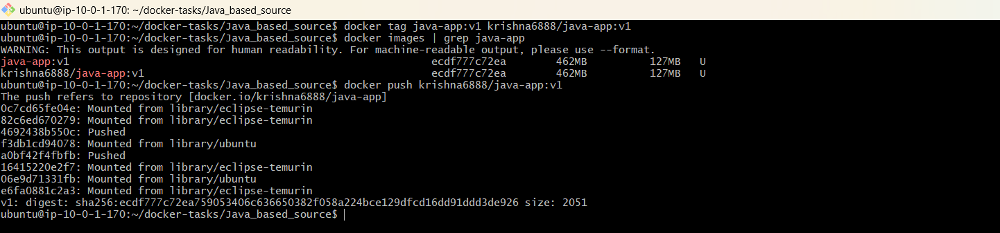 ubuntu@ip-10-0-1-170: ~/docker-tasks/Java_based_source
ubuntu@ip-10-0-1-170:~/docker-tasks/Java_based_source$ docker tag java-app:v1 krishna6888/java-app:v1
ubuntu@ip-10-0-1-170:~/docker-tasks/Java_based_source$ docker images | grep java-app
WARNING: This output is designed for human readability. For machine-readable output, please use --format.
java-app:v1 ecdf777c72ea 462MB 127MB U
krishna6888/java-app:v1 ecdf777c72ea 462MB 127MB U
ubuntu@ip-10-0-1-170:~/docker-tasks/Java_based_source$ docker push krishna6888/java-app:v1
The push refers to repository [docker.io/krishna6888/java-app]
0c7cd65fe04e: Mounted from library/eclipse-temurin
82c6ed670279: Mounted from library/eclipse-temurin
4692438b550c: Pushed
f3db1cd94078: Mounted from library/ubuntu
a0bf42f4fbfb: Pushed
16415220e2f7: Mounted from library/eclipse-temurin
06e9d71331fb: Mounted from library/ubuntu
e6fa0881c2a3: Mounted from library/eclipse-temurin
v1: digest: sha256:ecdf777c72ea759053406c636650382f058a224bce129dfcd16dd91ddd3de926 size: 2051
ubuntu@ip-10-0-1-170:~/docker-tasks/Java_based_source$